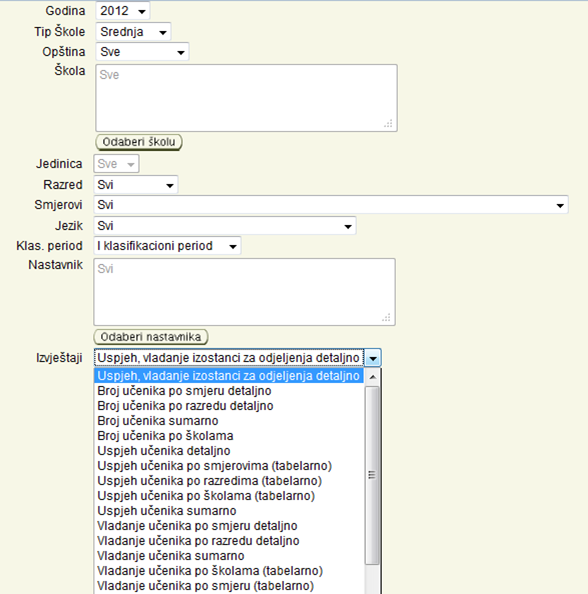 Godina 2012
Tip Škole Srednja
Opština Sve
Škola Sve
Odaberi školu
Jedinica Sve
Razred Svi
Smjerovi Svi
Jezik Svi
Klas. period I klasifikacioni period
Nastavnik Svi
Odaberi nastavnika
Izvještaji Uspjeh, vladanje izostanci za odjeljenja detaljno
Uspjeh, vladanje izostanci za odjeljenja detaljno
Broj učenika po smjeru detaljno
Broj učenika po razredu detaljno
Broj učenika sumarno
Broj učenika po školama
Uspjeh učenika detaljno
Uspjeh učenika po smjerovima (tabelarno)
Uspjeh učenika po razredima (tabelarno)
Uspjeh učenika po školama (tabelarno)
Uspjeh učenika sumarno
Vladanje učenika po smjeru detaljno
Vladanje učenika po razredu detaljno
Vladanje učenika sumarno
Vladanje učenika po školama (tabelarno)
Vladanje učenika po smjeru (tabelarno)